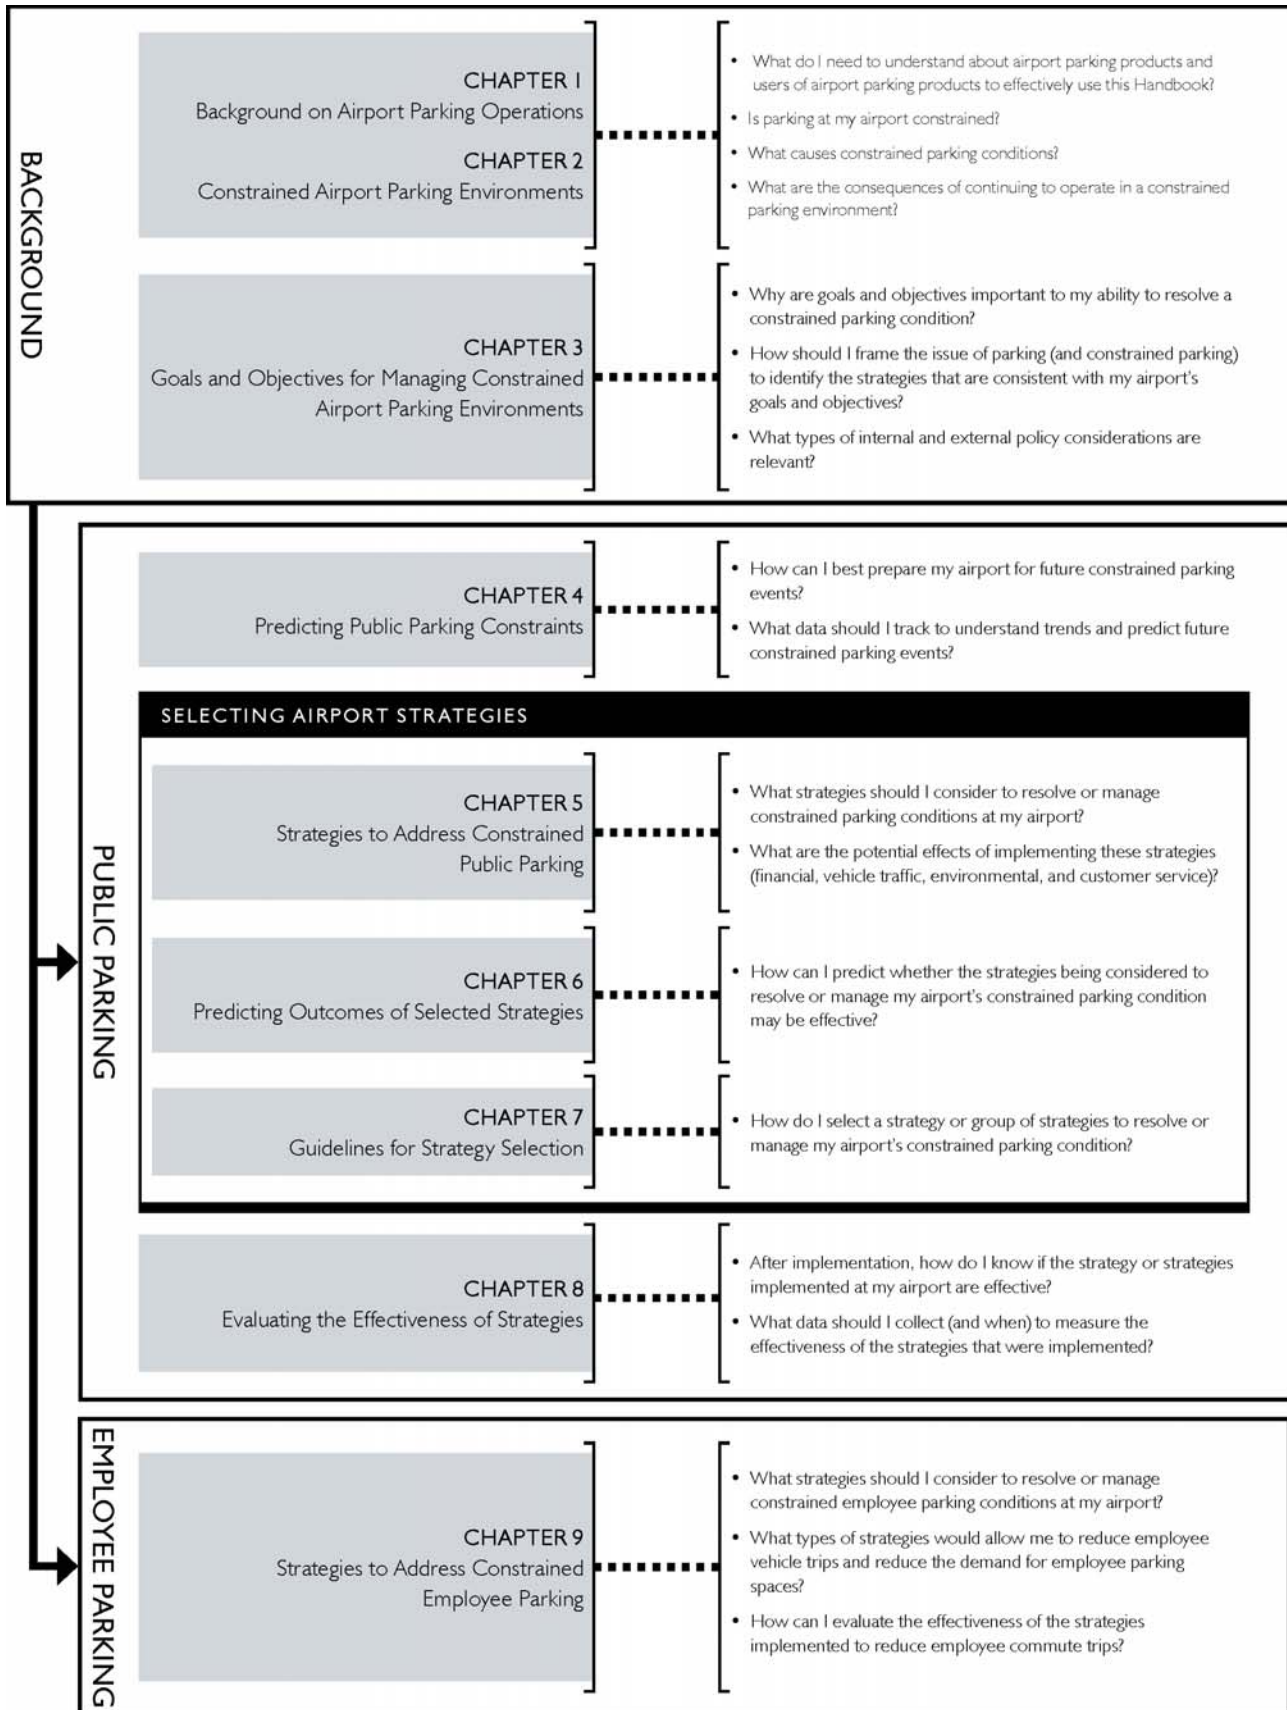 BACKGROUND
CHAPTER 1
Background on Airport Parking Operations
CHAPTER 2
Constrained Airport Parking Environments
• What do I need to understand about airport parking products and
users of airport parking products to effectively use this Handbook?
• Is parking at my airport constrained?
• What causes constrained parking conditions?
• What are the consequences of continuing to operate in a constrained
parking environment?
CHAPTER 3
Goals and Objectives for Managing Constrained
Airport Parking Environments
• Why are goals and objectives important to my ability to resolve a
constrained parking condition?
• How should I frame the issue of parking (and constrained parking)
to identify the strategies that are consistent with my airport's
goals and objectives?
• What types of internal and external policy considerations are
relevant?
PUBLIC PARKING
CHAPTER 4
Predicting Public Parking Constraints
• How can I best prepare my airport for future constrained parking
events?
• What data should I track to understand trends and predict future
constrained parking events?
SELECTING AIRPORT STRATEGIES
CHAPTER 5
Strategies to Address Constrained
Public Parking
• What strategies should I consider to resolve or manage
constrained parking conditions at my airport?
• What are the potential effects of implementing these strategies
(financial, vehicle traffic, environmental, and customer service)?
CHAPTER 6
Predicting Outcomes of Selected Strategies
• How can I predict whether the strategies being considered to
resolve or manage my airport's constrained parking condition
may be effective?
CHAPTER 7
Guidelines for Strategy Selection
• How do I select a strategy or group of strategies to resolve or
manage my airport's constrained parking condition?
CHAPTER 8
Evaluating the Effectiveness of Strategies
• After implementation, how do I know if the strategy or strategies
implemented at my airport are effective?
• What data should I collect (and when) to measure the
effectiveness of the strategies that were implemented?
EMPLOYEE PARKING
CHAPTER 9
Strategies to Address Constrained
Employee Parking
• What strategies should I consider to resolve or manage
constrained employee parking conditions at my airport?
• What types of strategies would allow me to reduce employee
vehicle trips and reduce the demand for employee parking
spaces?
• How can I evaluate the effectiveness of the strategies
implemented to reduce employee commute trips?